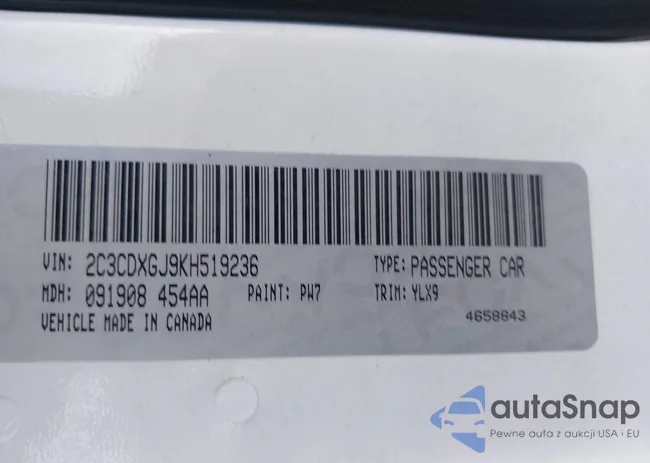 VIN: 2C3CDXGJ9KH519236 TYPE: PASSENGER CAR
MDH: 091908 454AA PAINT: PW7 TRIM: YLX9
VEHICLE MADE IN CANADA 4658843
autaSnap
Pewne auta z aukcji USA i EU